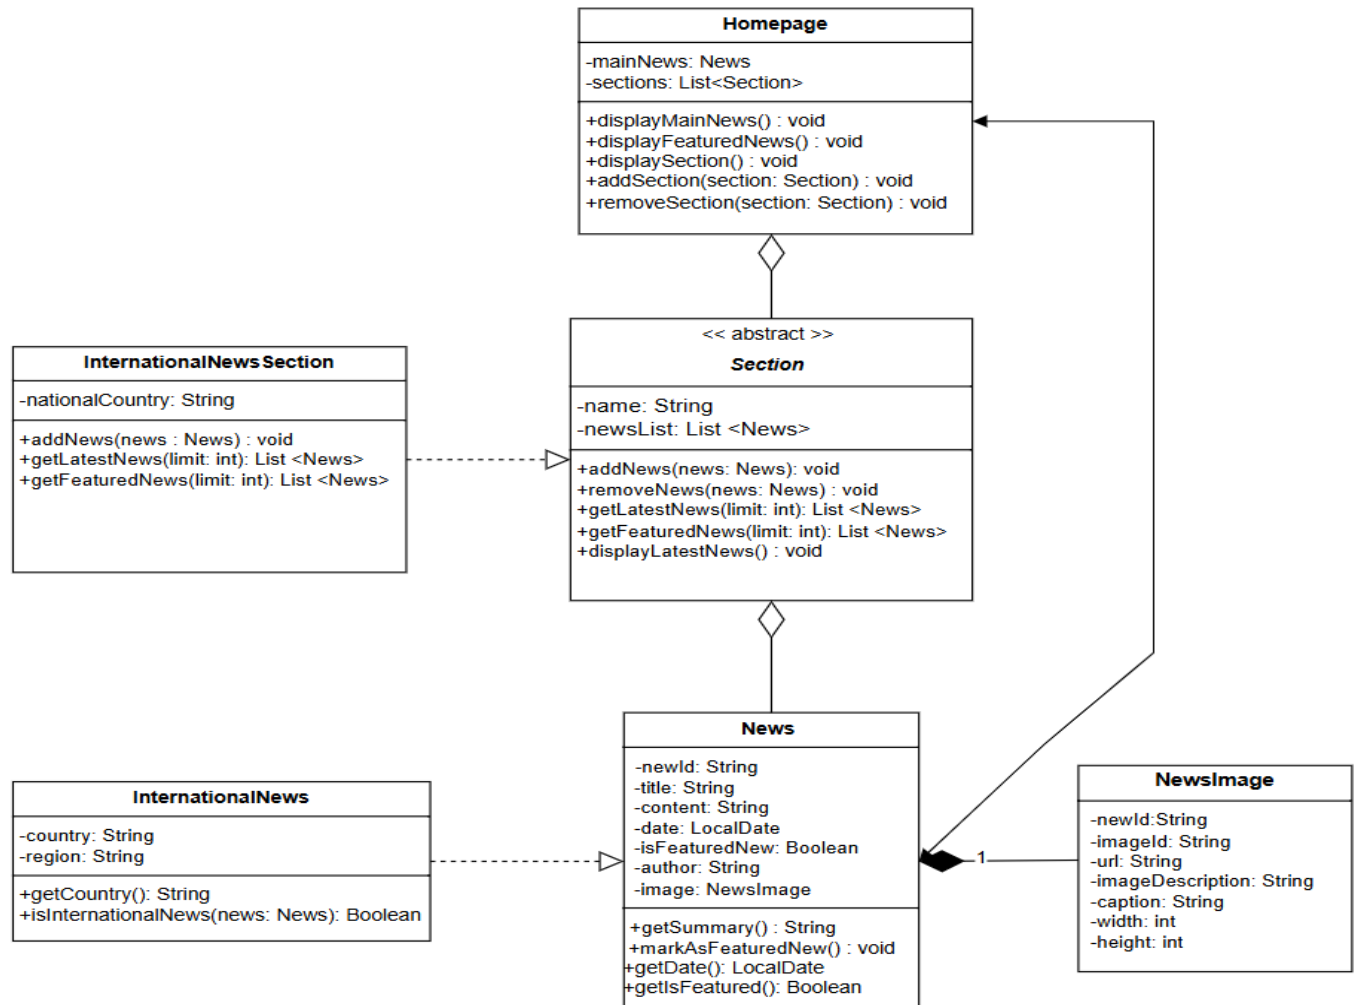 Homepage
-mainNews: News
-sections: List<Section>
+displayMainNews() : void
+displayFeaturedNews() : void
+displaySection() : void
+addSection(section: Section) : void
+removeSection(section: Section) : void
<< abstract >>
Section
-name: String
-newsList: List <News>
+addNews(news: News): void
+removeNews(news: News) : void
+getLatestNews(limit: int): List <News>
+getFeaturedNews(limit: int): List <News>
+displayLatestNews() : void
InternationalNewsSection
-nationalCountry: String
+addNews(news : News) : void
+getLatestNews(limit: int): List <News>
+getFeaturedNews(limit: int): List <News>
News
-newId: String
-title: String
-content: String
-date: LocalDate
-isFeaturedNew: Boolean
-author: String
-image: NewsImage
+getSummary() : String
+markAsFeaturedNew() : void
+getDate(): LocalDate
+getIsFeatured(): Boolean
InternationalNews
-country: String
-region: String
+getCountry(): String
+isInternationalNews(news: News): Boolean
1
NewsImage
-newId:String
-imageId: String
-url: String
-imageDescription: String
-caption: String
-width: int
-height: int